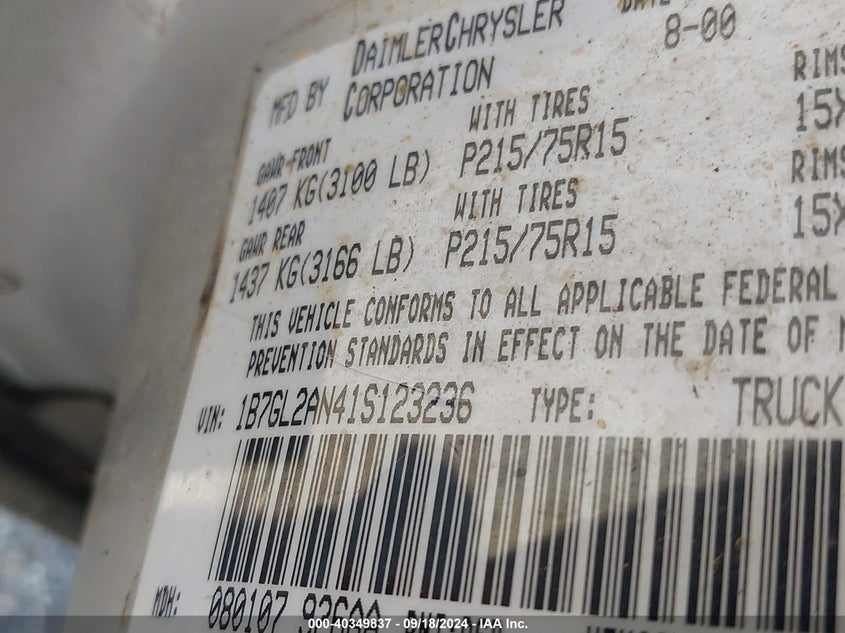 MFD BY DAIMLERCHRYSLER CORPORATION
8-00
GAWR FRONT WITH TIRES RIMS
1407 KG(3100 LB) P215/75R15 15X
GAWR REAR WITH TIRES RIMS
1437 KG(3166 LB) P215/75R15 15X
THIS VEHICLE CONFORMS TO ALL APPLICABLE FEDERAL
PREVENTION STANDARDS IN EFFECT ON THE DATE OF
VIN: 1B7GL2AN41S123236 TYPE: TRUCK
MDH: 080107
000-40349837 - 09/18/2024 - IAA Inc.